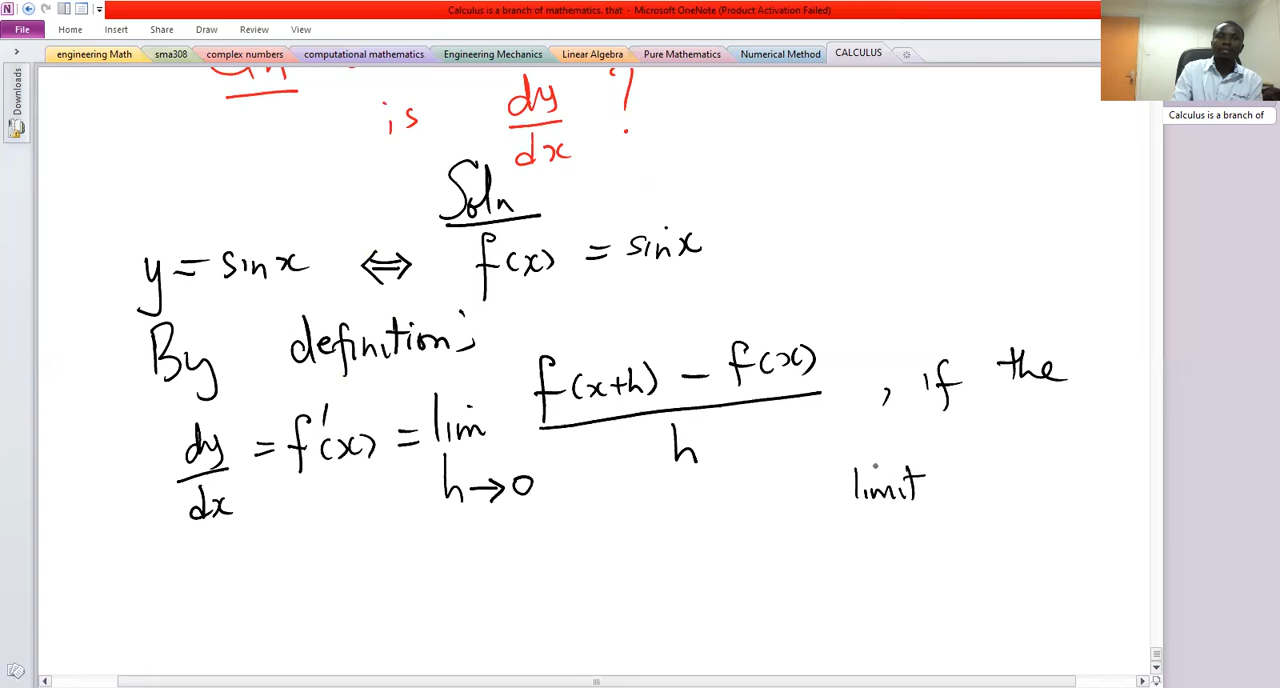 Calculus is a branch of mathematics. that - Microsoft OneNote (Product Activation Failed)
File Home Insert Share Draw Review View
engineering Math sma308 complex numbers computational mathematics Engineering Mechanics Linear Algebra Pure Mathematics Numerical Method CALCULUS
Downloads
Calculus is a branch of
is dy/dx ?
Soln
y = sin x ⇔ f(x) = sin x
By definition;
dy/dx = f'(x) = lim h→0 (f(x+h) - f(x))/h , if the
limit